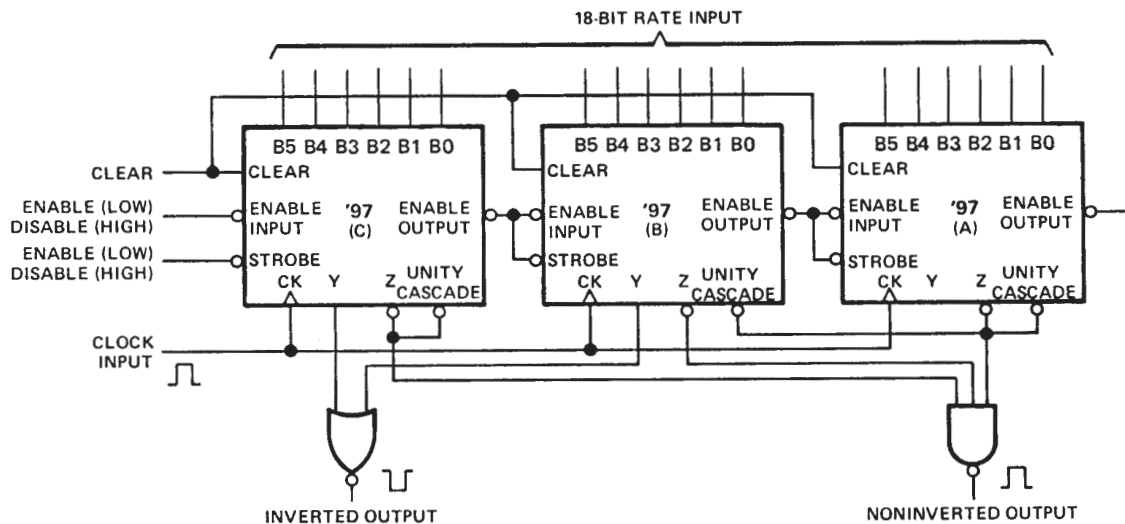 18-BIT RATE INPUT
B5 B4 B3 B2 B1 B0
CLEAR
ENABLE INPUT
'97 (C)
ENABLE OUTPUT
STROBE
CK Y Z
UNITY CASCADE
B5 B4 B3 B2 B1 B0
CLEAR
ENABLE INPUT
'97 (B)
ENABLE OUTPUT
STROBE
CK Y Z
UNITY CASCADE
B5 B4 B3 B2 B1 B0
CLEAR
ENABLE INPUT
'97 (A)
ENABLE OUTPUT
STROBE
CK Y Z
UNITY CASCADE
CLEAR
ENABLE (LOW)
DISABLE (HIGH)
ENABLE (LOW)
DISABLE (HIGH)
CLOCK
INPUT
INVERTED OUTPUT
NONINVERTED OUTPUT